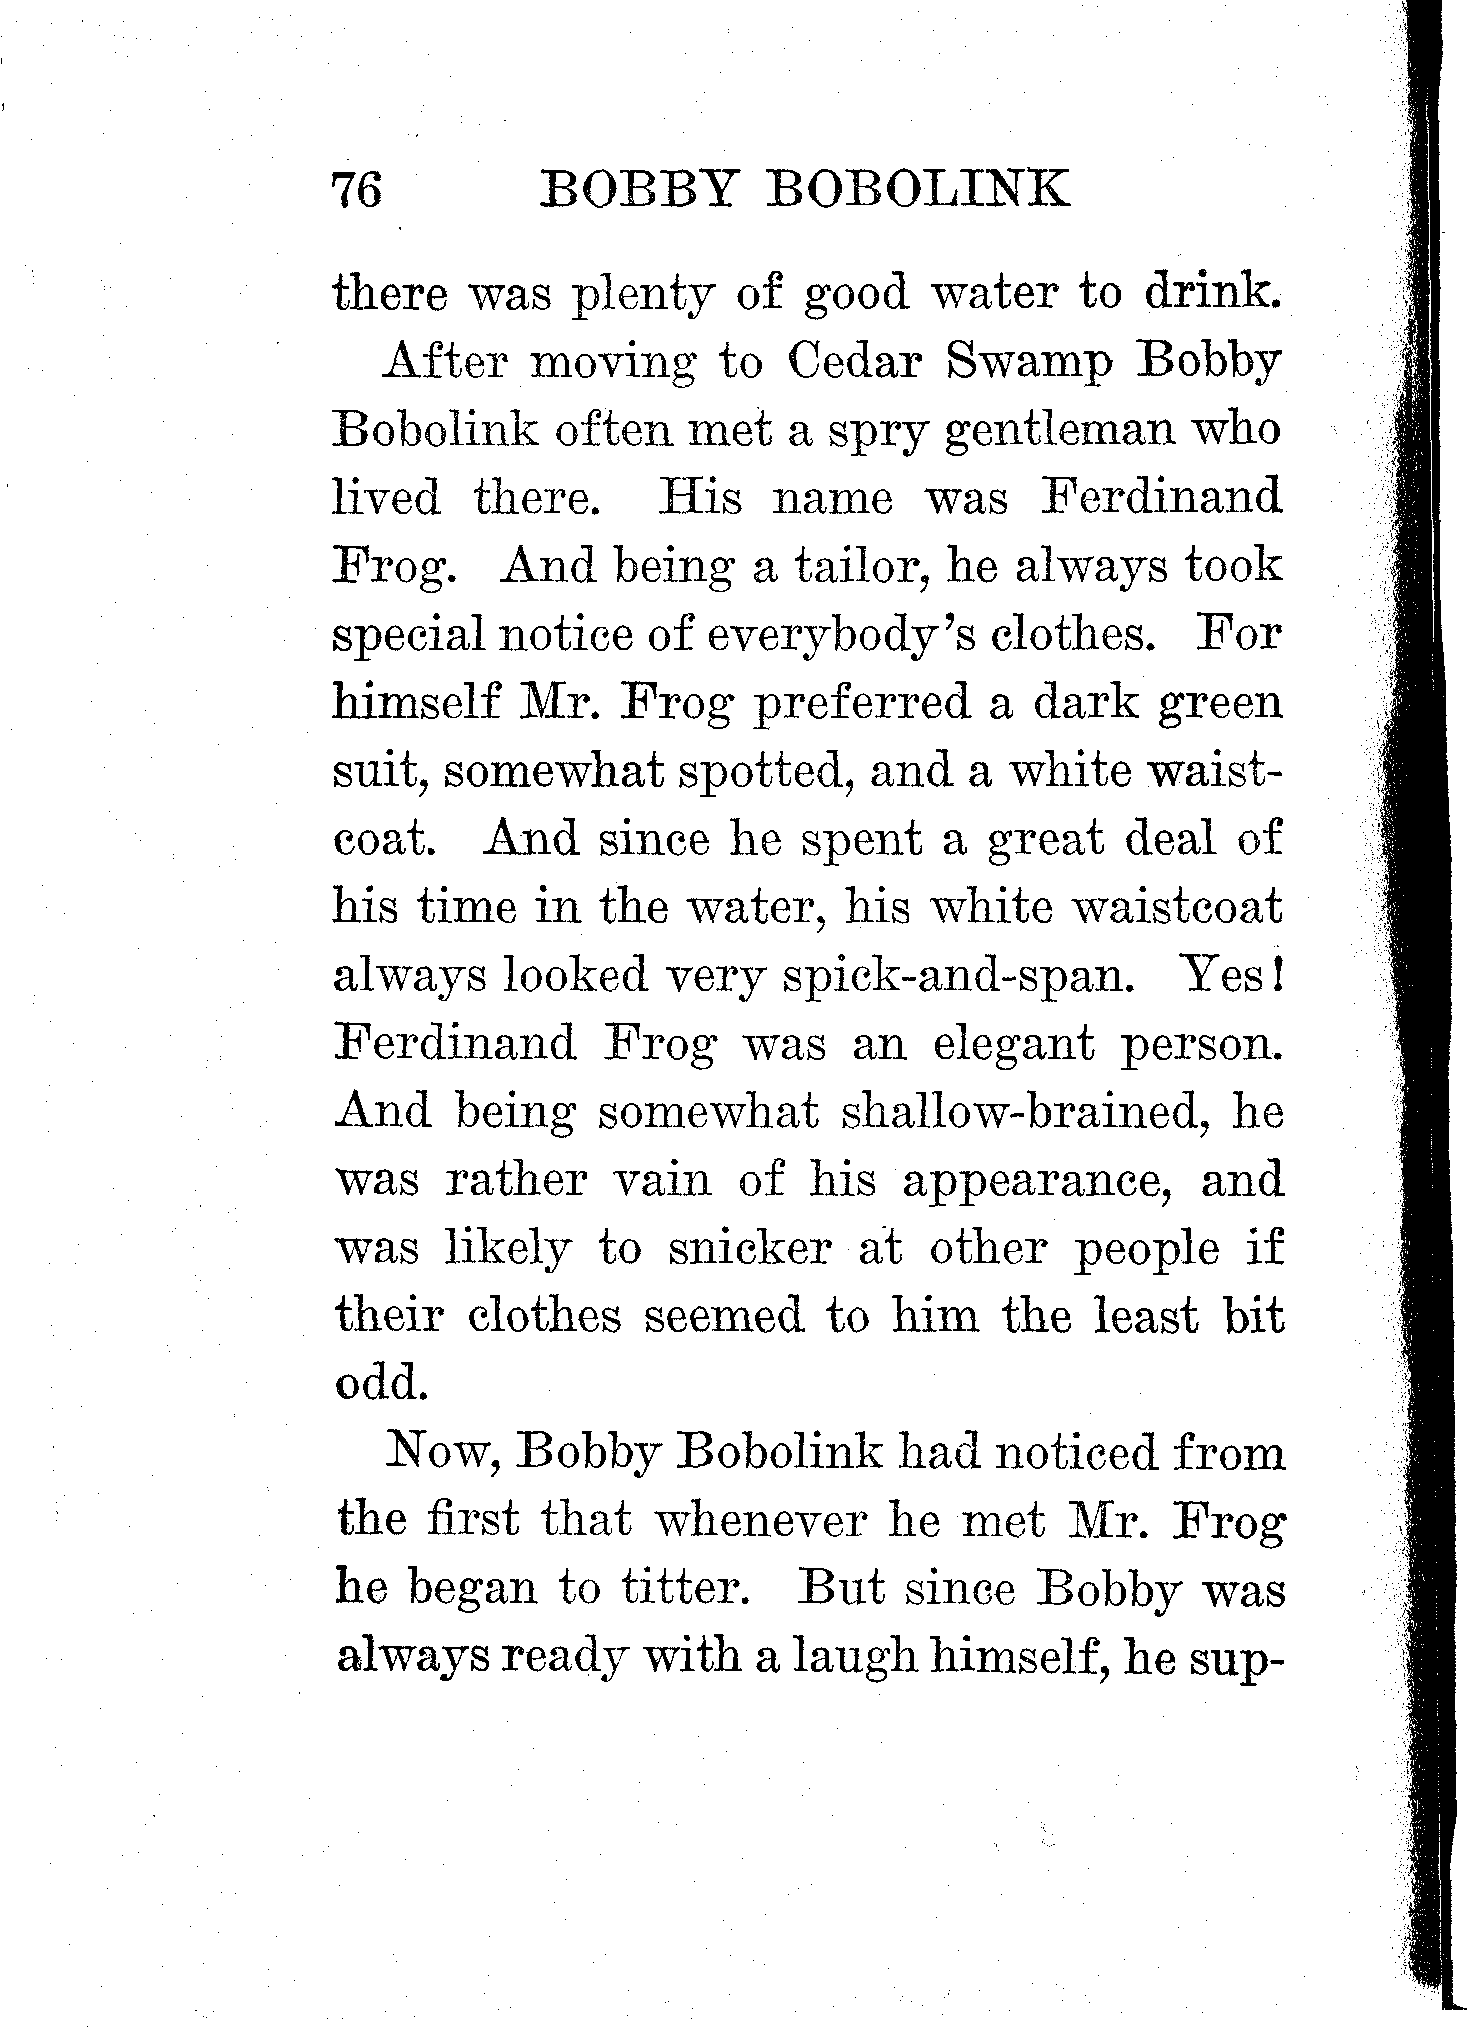 76 BOBBY BOBOLINK
there was plenty of good water to drink.
After moving to Cedar Swamp Bobby
Bobolink often met a spry gentleman who
lived there. His name was Ferdinand
Frog. And being a tailor, he always took
special notice of everybody's clothes. For
himself Mr. Frog preferred a dark green
suit, somewhat spotted, and a white waist-
coat. And since he spent a great deal of
his time in the water, his white waistcoat
always looked very spick-and-span. Yes!
Ferdinand Frog was an elegant person.
And being somewhat shallow-brained, he
was rather vain of his appearance, and
was likely to snicker at other people if
their clothes seemed to him the least bit
odd.
Now, Bobby Bobolink had noticed from
the first that whenever he met Mr. Frog
he began to titter. But since Bobby was
always ready with a laugh himself, he sup-